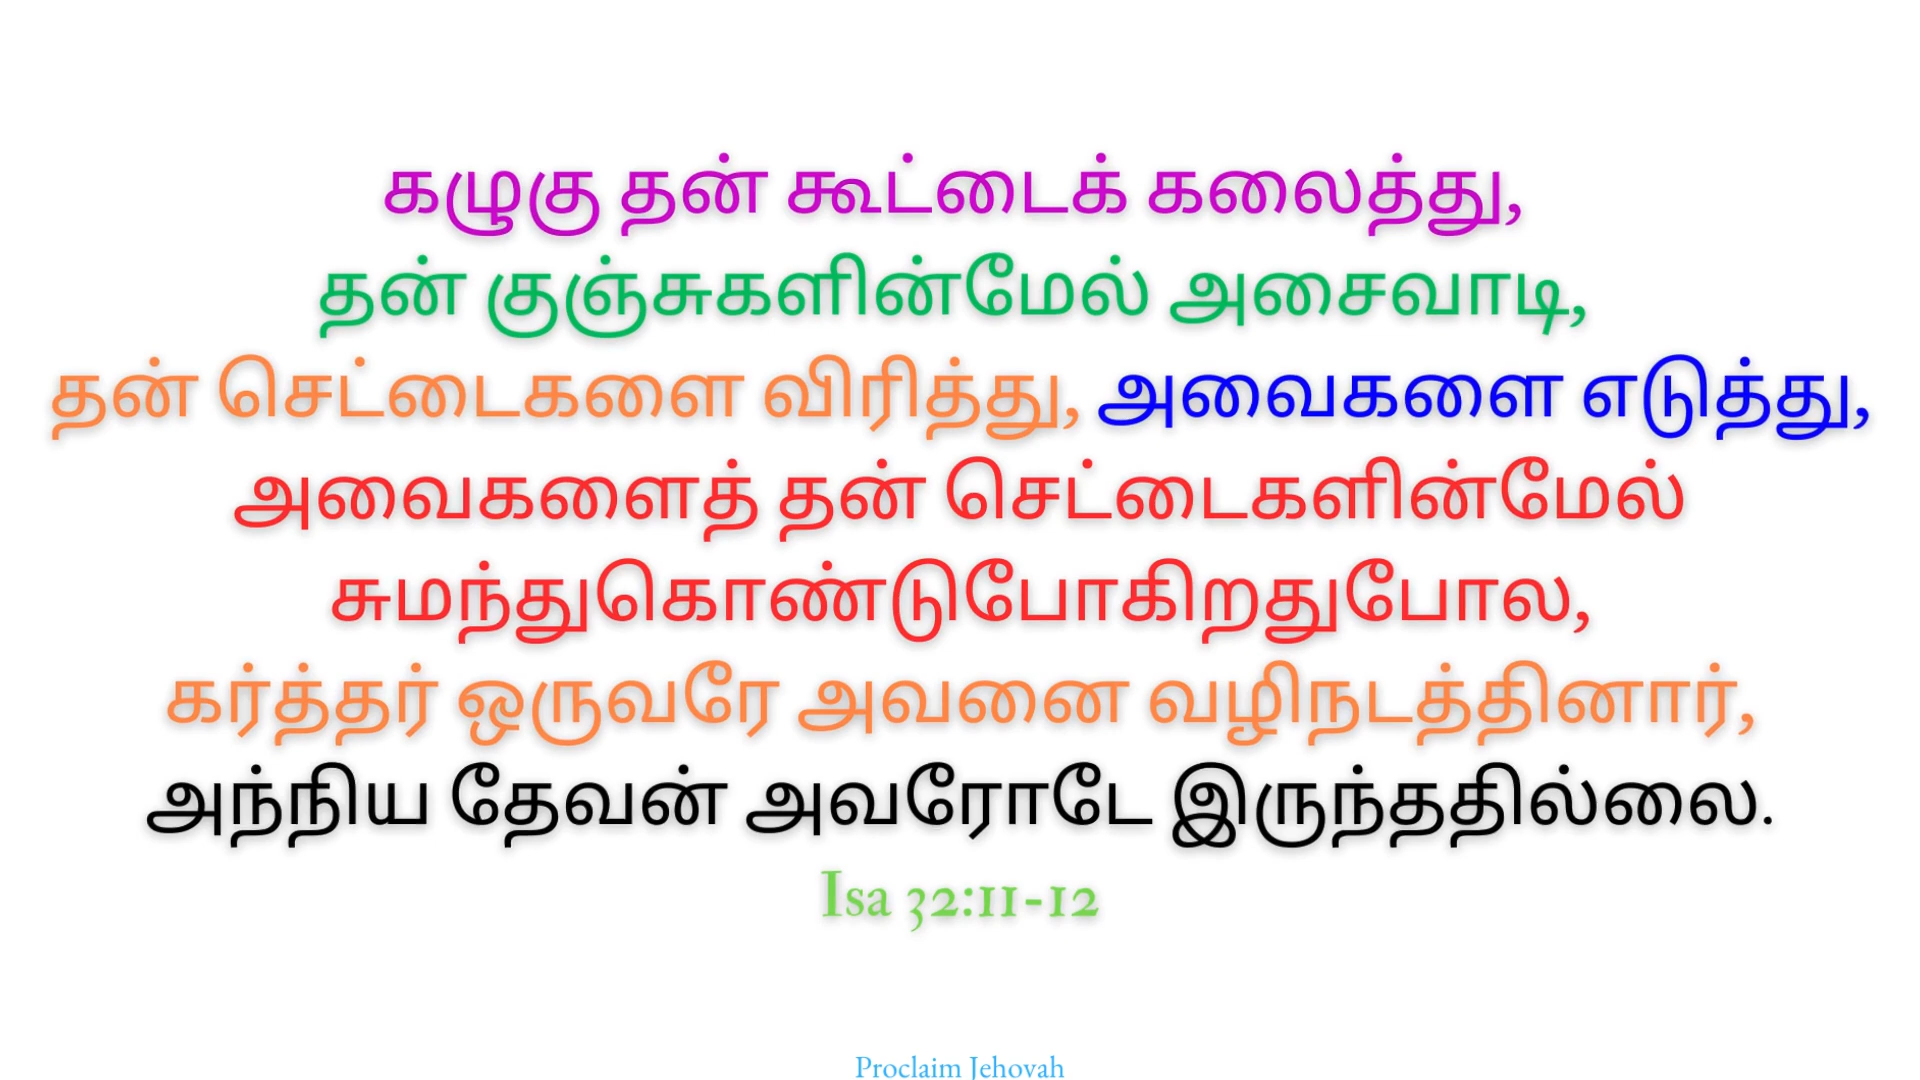 கழுகு தன் கூட்டைக் கலைத்து,
தன் குஞ்சுகளின்மேல் அசைவாடி,
தன் செட்டைகளை விரித்து, அவைகளை எடுத்து,
அவைகளைத் தன் செட்டைகளின்மேல்
சுமந்துகொண்டுபோகிறதுபோல,
கர்த்தர் ஒருவரே அவனை வழிநடத்தினார்,
அந்நிய தேவன் அவரோடே இருந்ததில்லை.
Isa 32:11-12
Proclaim Jehovah